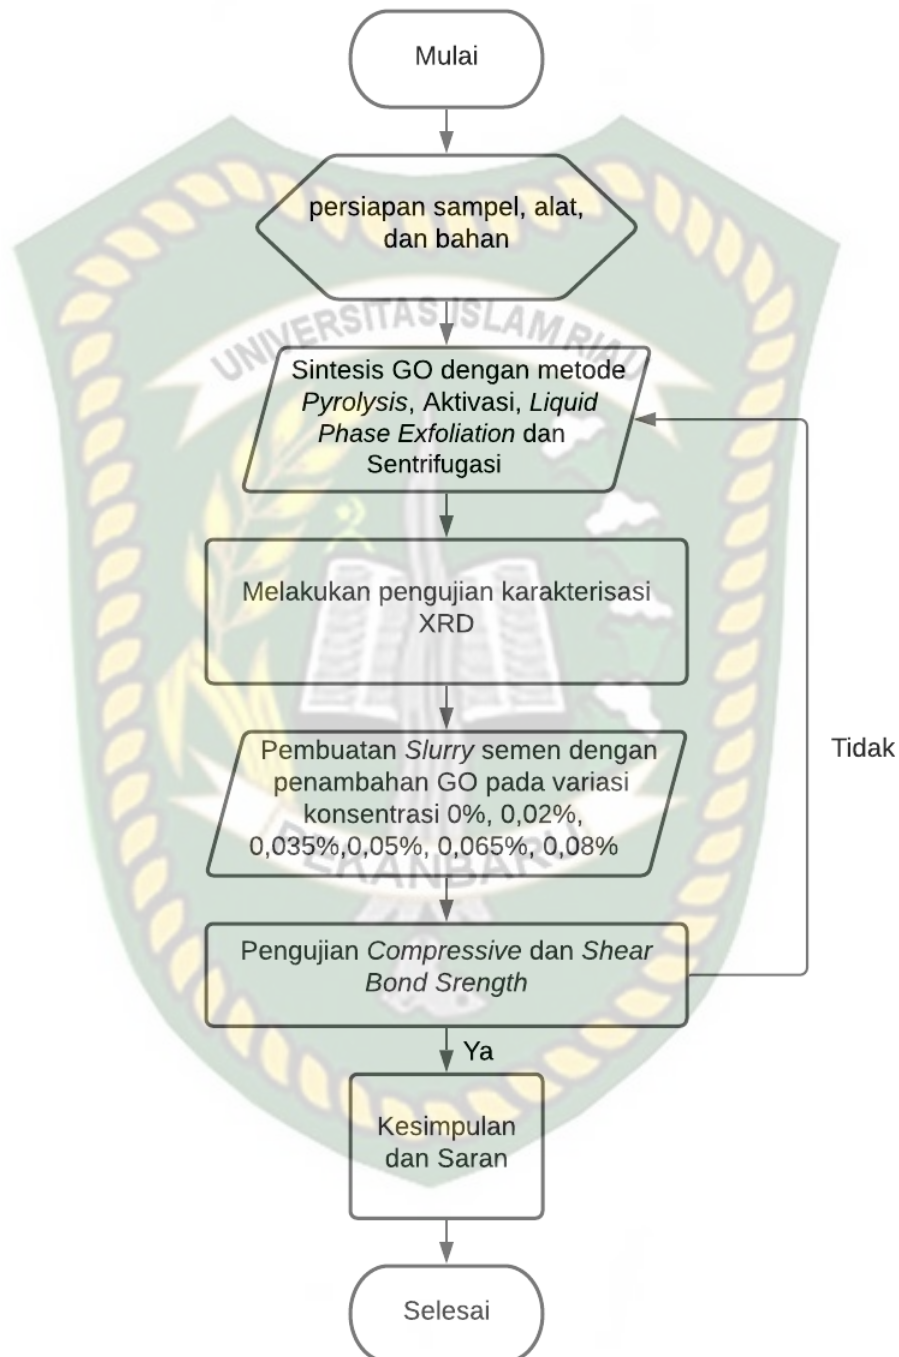 Mulai
persiapan sampel, alat,
dan bahan
UNIVERSITAS ISLAM RIAU
Sintesis GO dengan metode
Pyrolysis, Aktivasi, Liquid
Phase Exfoliation dan
Sentrifugasi
Melakukan pengujian karakterisasi
XRD
Tidak
Pembuatan Slurry semen dengan
penambahan GO pada variasi
konsentrasi 0%, 0,02%,
0,035%,0,05%, 0,065%, 0,08%
PEKANBARU
Pengujian Compressive dan Shear
Bond Srength
Ya
Kesimpulan
dan Saran
Selesai